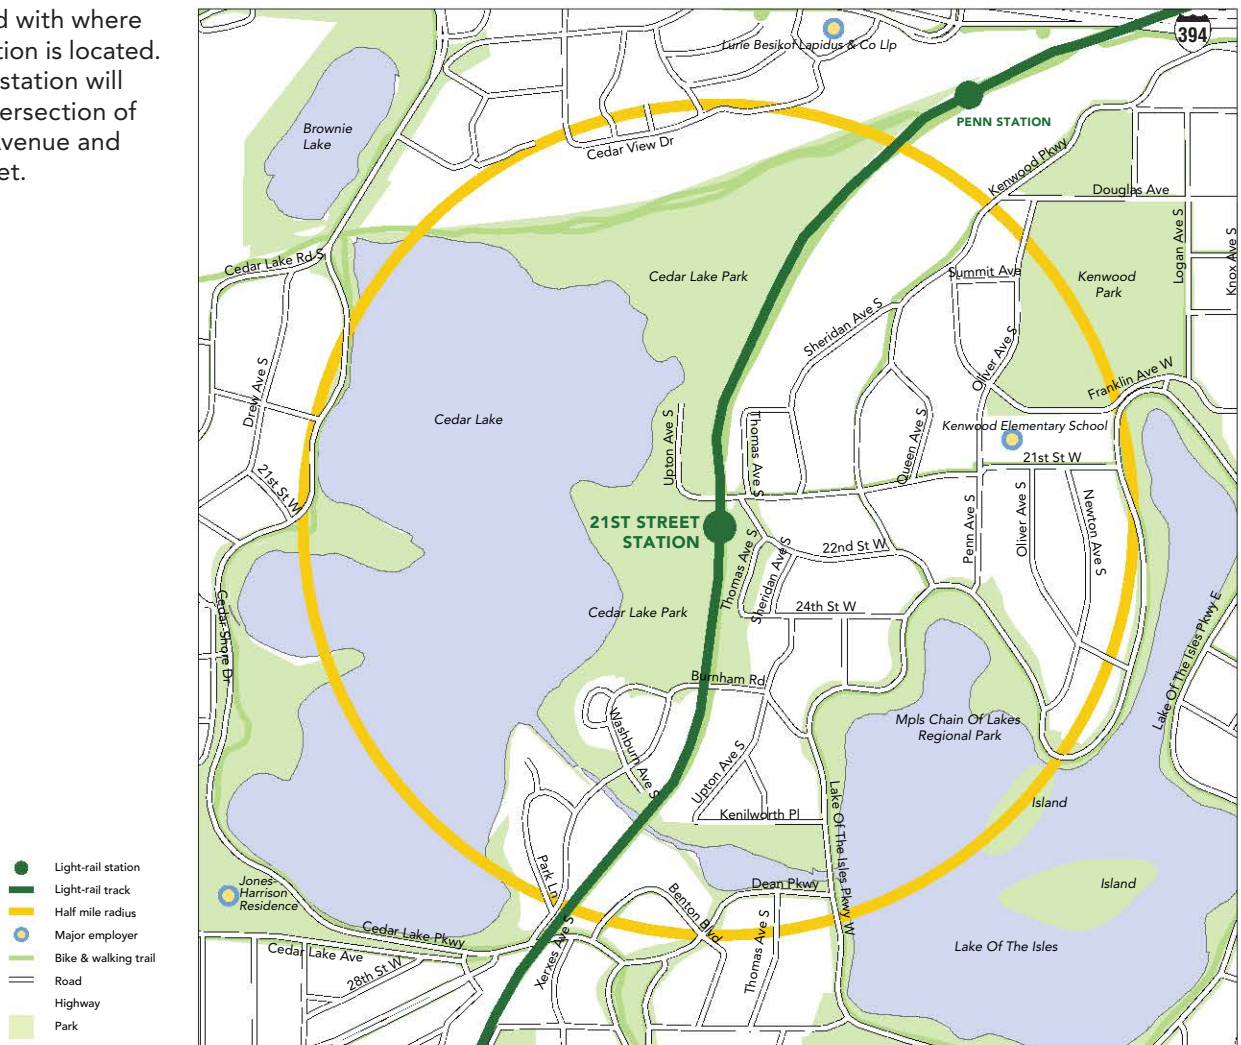 d with where
tion is located.
station will
tersection of
Avenue and
et.
394
Lurie Besikof Lapidus & Co Llp
PENN STATION
Brownie
Lake
Cedar View Dr
Kenwood Pkwy
Douglas Ave
Logan Ave S
Knox Ave S
Cedar Lake Rd S
Cedar Lake Park
Summit Ave
Kenwood
Park
Sheridan Ave S
Oliver Ave S
Franklin Ave W
Drew Ave S
Cedar Lake
Upton Ave S
Thomas Ave S
Queen Ave S
Kenwood Elementary School
21st St W
21st St W
21ST STREET
STATION
Penn Ave S
Oliver Ave S
Newton Ave S
Thomas Ave S
Sheridan Ave S
22nd St W
24th St W
Cedar Lake Park
Cedar Shore Dr
Lake Of The Isles Pkwy E
Burnham Rd
Washburn Ave S
Upton Ave S
Mpls Chain Of Lakes
Regional Park
Kenilworth Pl
Lake Of The Isles Pkwy W
Island
Island
Park Ln
Dean Pkwy
Benton Blvd
Thomas Ave S
Xerxes Ave S
Lake Of The Isles
Jones-
Harrison
Residence
Cedar Lake Pkwy
Cedar Lake Ave
28th St W
Light-rail station
Light-rail track
Half mile radius
Major employer
Bike & walking trail
Road
Highway
Park